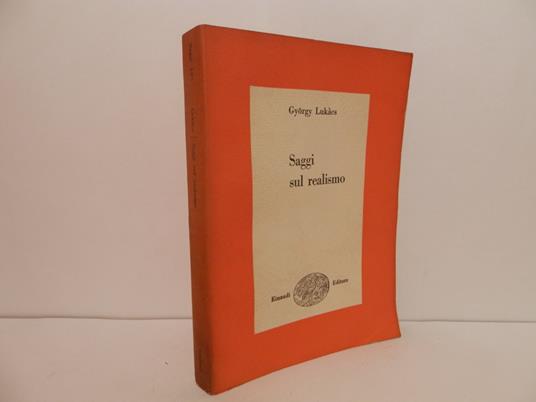 György Lukács
Saggi
sul realismo
Einaudi Editore